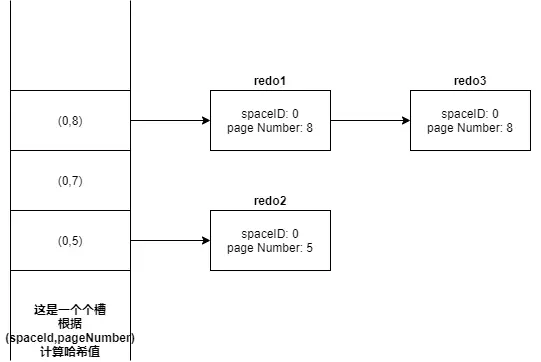 redo1
redo3
(0,8)
spaceID: 0
page Number: 8
spaceID: 0
page Number: 8
(0,7)
redo2
(0,5)
spaceID: 0
page Number: 5
这是一个个槽
根据
(spaceId,pageNumber)
计算哈希值